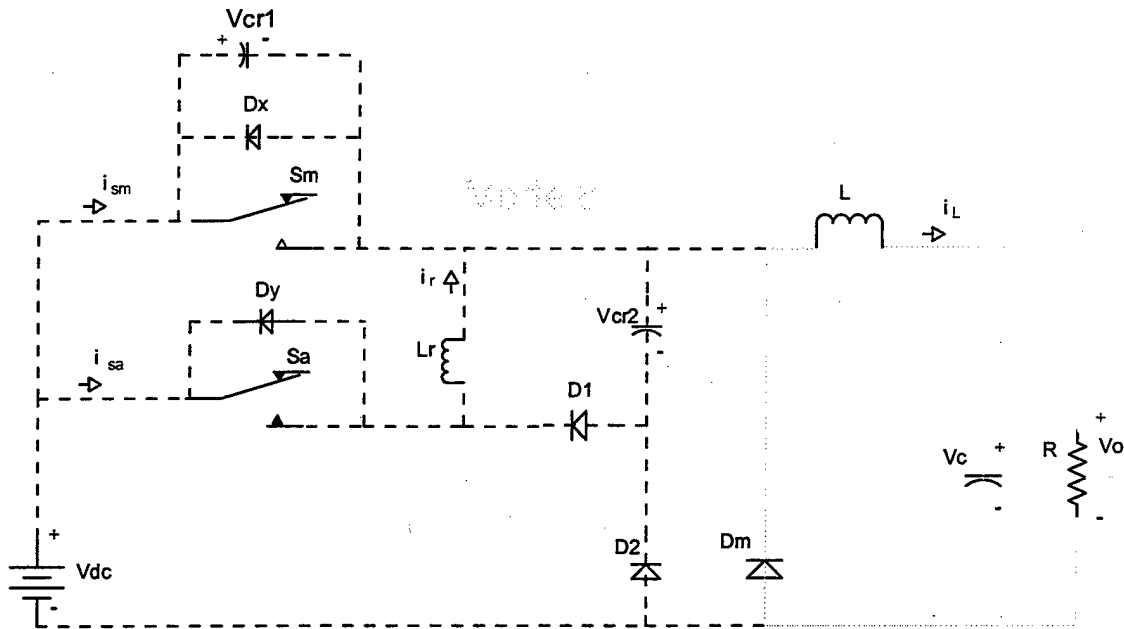 Vcr1
+ -
Dx
Sm
i sm
L
i L
i r
Dy
Vcr2
+
-
Sa
Lr
i sa
D1
+
Vc
+
-
R
Vo
-
D2
Dm
+
Vdc
-